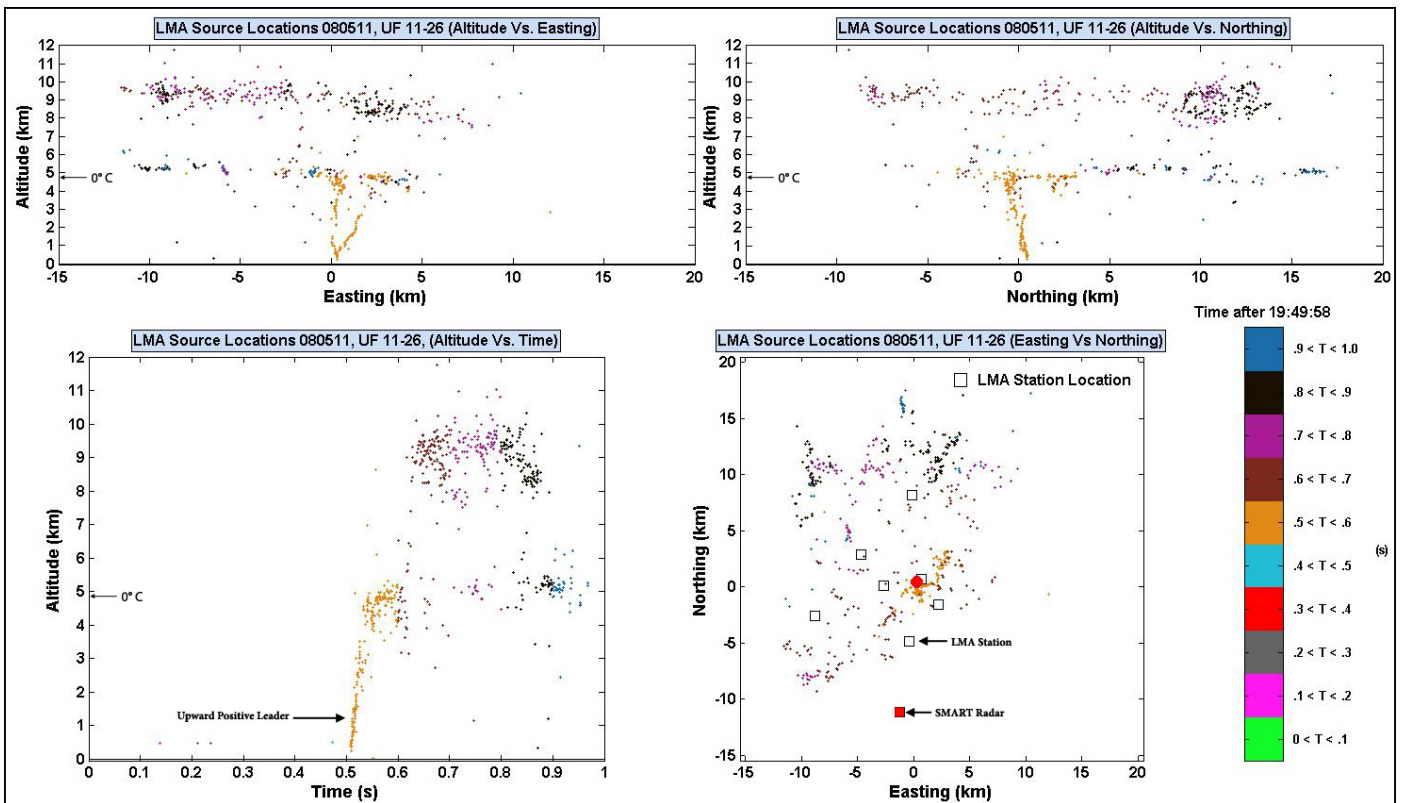 LMA Source Locations 080511, UF 11-26 (Altitude Vs. Easting)
12
11
10
9
8
7
6
5
4
3
2
1
0
Altitude (km)
0° C
-15
-10
-5
0
5
10
15
20
Easting (km)
LMA Source Locations 080511, UF 11-26 (Altitude Vs. Northing)
12
11
10
9
8
7
6
5
4
3
2
1
0
Altitude (km)
0° C
-15
-10
-5
0
5
10
15
20
Northing (km)
LMA Source Locations 080511, UF 11-26, (Altitude Vs. Time)
12
11
10
9
8
7
6
5
4
3
2
1
0
Altitude (km)
0° C
Upward Positive Leader
0
0.1
0.2
0.3
0.4
0.5
0.6
0.7
0.8
0.9
1
Time (s)
LMA Source Locations 080511, UF 11-26 (Easting Vs Northing)
20
15
10
5
0
-5
-10
-15
Northing (km)
LMA Station Location
LMA Station
SMART Radar
-15
-10
-5
0
5
10
15
20
Easting (km)
Time after 19:49:58
.9 < T < 1.0
.8 < T < .9
.7 < T < .8
.6 < T < .7
.5 < T < .6
.4 < T < .5
.3 < T < .4
.2 < T < .3
.1 < T < .2
0 < T < .1
(s)